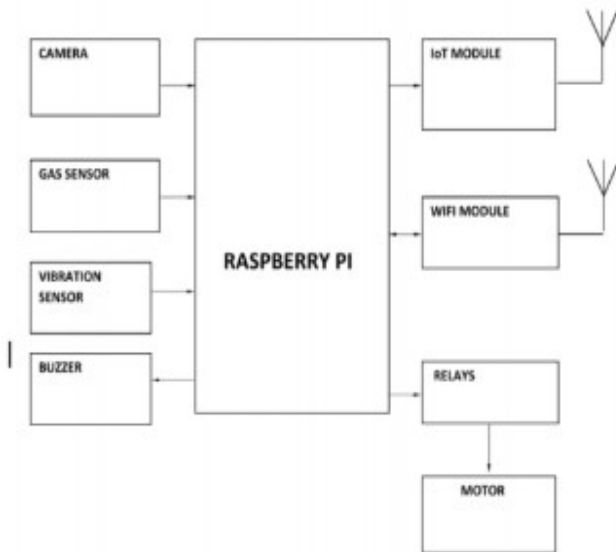 CAMERA
GAS SENSOR
VIBRATION
SENSOR
BUZZER
RASPBERRY PI
IoT MODULE
WIFI MODULE
RELAYS
MOTOR